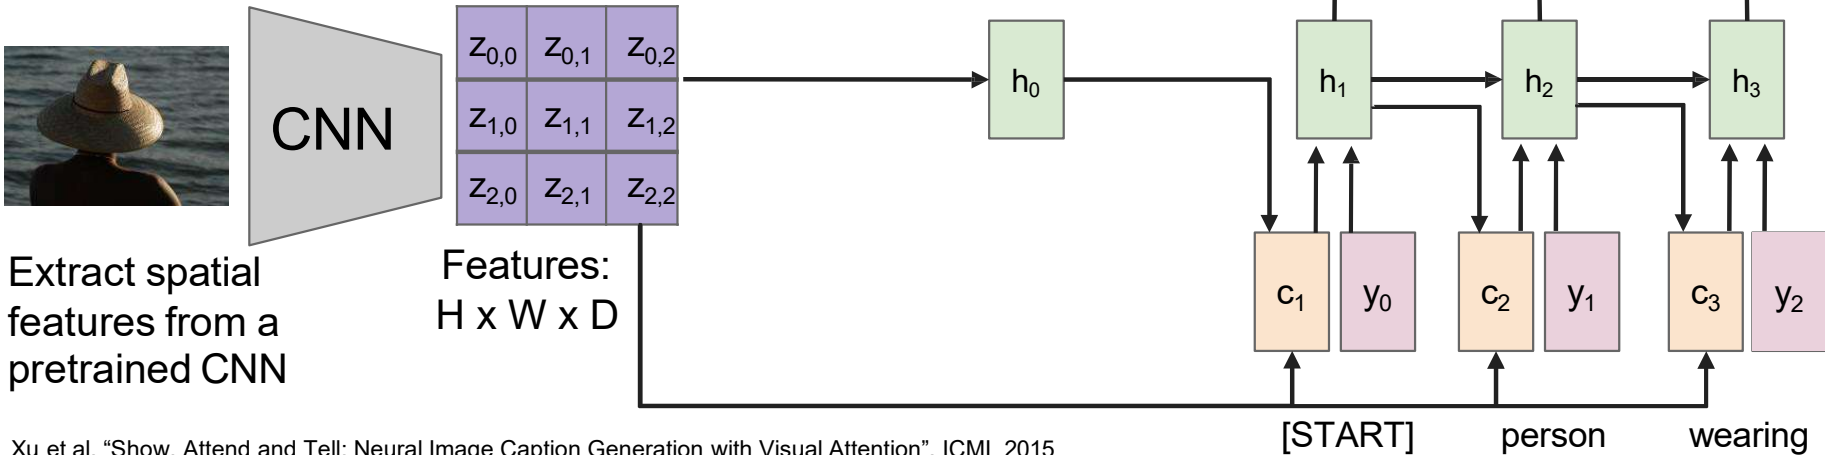 CNN
z0,0 z0,1 z0,2
z1,0 z1,1 z1,2
z2,0 z2,1 z2,2
h0
h1
h2
h3
c1
y0
c2
y1
c3
y2
Extract spatial
features from a
pretrained CNN
Features:
H x W x D
[START]
person
wearing
Xu et al, “Show, Attend and Tell: Neural Image Caption Generation with Visual Attention”, ICML 2015